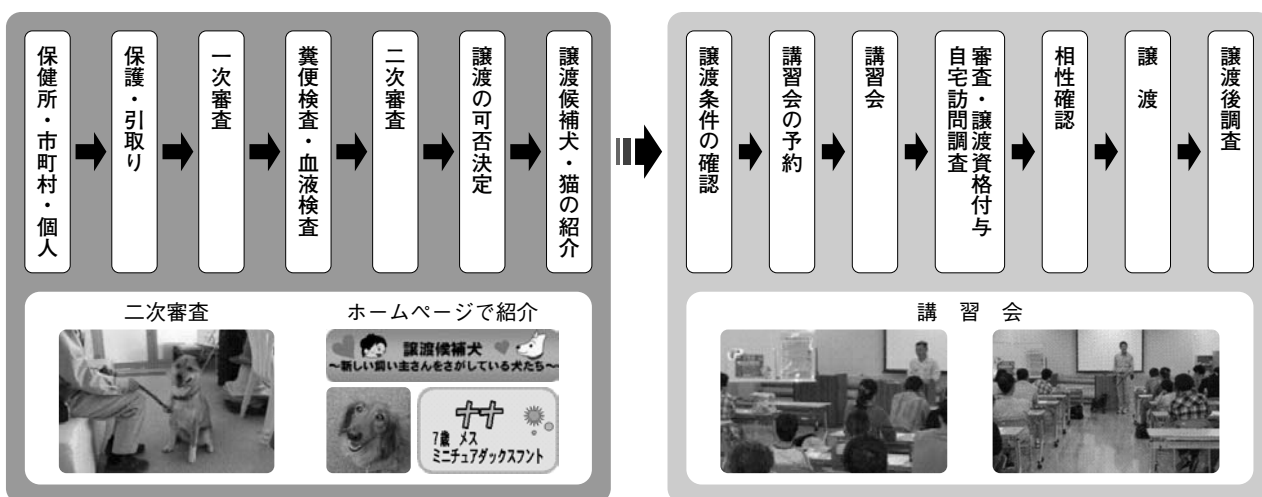 保健所・市町村・個人
保護・引取り
一次審査
糞便検査・血液検査
二次審査
譲渡の可否決定
譲渡候補犬・猫の紹介
二次審査
ホームページで紹介
譲渡候補犬
～新しい飼い主さんをさがしている犬たち～
ナナ
7歳 メス
ミニチュアダックスフント
譲渡条件の確認
講習会の予約
講習会
審査・譲渡資格付与
自宅訪問調査
相性確認
譲 渡
譲渡後調査
講 習 会